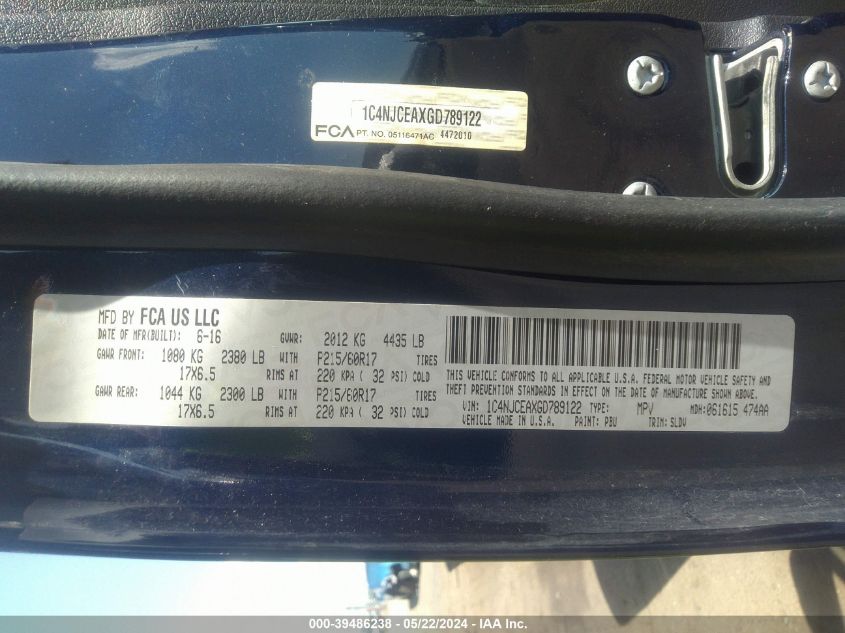 1C4NJCEAXGD789122
FCA PT. NO. 05116471AC 4472010
MFD BY FCA US LLC
DATE OF MFR(BUILT): 6-16 GVWR: 2012 KG 4435 LB
GAWR FRONT: 1080 KG 2380 LB WITH P215/60R17 TIRES
17X6.5 RIMS AT 220 KPA ( 32 PSI) COLD
GAWR REAR: 1044 KG 2300 LB WITH P215/60R17 TIRES
17X6.5 RIMS AT 220 KPA ( 32 PSI) COLD
THIS VEHICLE CONFORMS TO ALL APPLICABLE U.S.A. FEDERAL MOTOR VEHICLE SAFETY AND
THEFT PREVENTION STANDARDS IN EFFECT ON THE DATE OF MANUFACTURE SHOWN ABOVE.
VIN: 1C4NJCEAXGD789122 TYPE: MPV MDH: 061615 474AA
VEHICLE MADE IN U.S.A. PAINT: PBU TRIM: SLDV
000-39486238 - 05/22/2024 - IAA Inc.